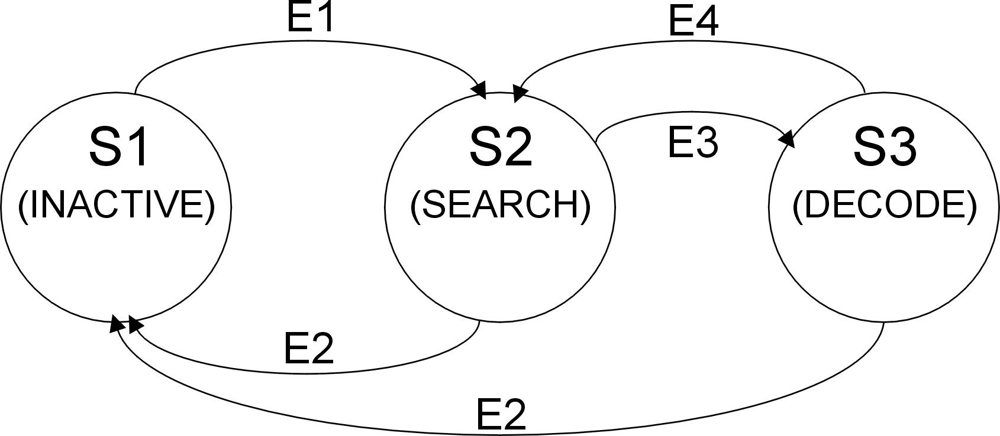 E1
E4
S1
(INACTIVE)
S2
(SEARCH)
E3
S3
(DECODE)
E2
E2